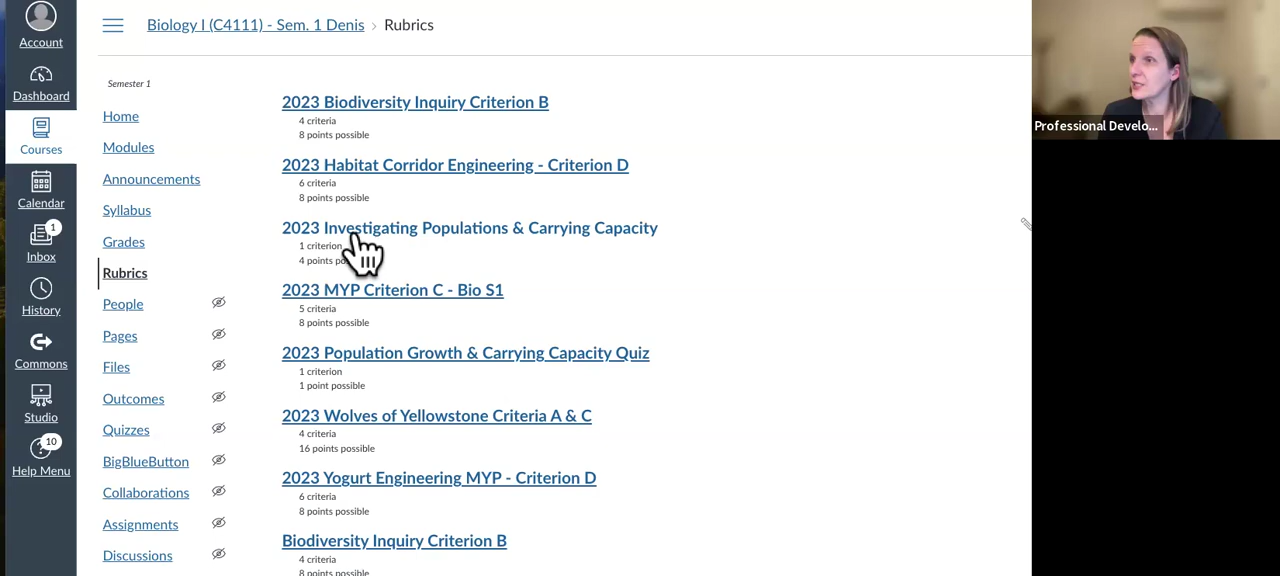 Account
Dashboard
Courses
Calendar
1
Inbox
History
Commons
Studio
10
Help Menu
Biology I (C4111) - Sem. 1 Denis › Rubrics
Semester 1
Home
Modules
Announcements
Syllabus
Grades
Rubrics
People
Pages
Files
Outcomes
Quizzes
BigBlueButton
Collaborations
Assignments
Discussions
2023 Biodiversity Inquiry Criterion B
4 criteria
8 points possible
2023 Habitat Corridor Engineering - Criterion D
6 criteria
8 points possible
2023 Investigating Populations & Carrying Capacity
1 criterion
4 points po
2023 MYP Criterion C - Bio S1
5 criteria
8 points possible
2023 Population Growth & Carrying Capacity Quiz
1 criterion
1 point possible
2023 Wolves of Yellowstone Criteria A & C
4 criteria
16 points possible
2023 Yogurt Engineering MYP - Criterion D
6 criteria
8 points possible
Biodiversity Inquiry Criterion B
4 criteria
8 points possible
Professional Develo...